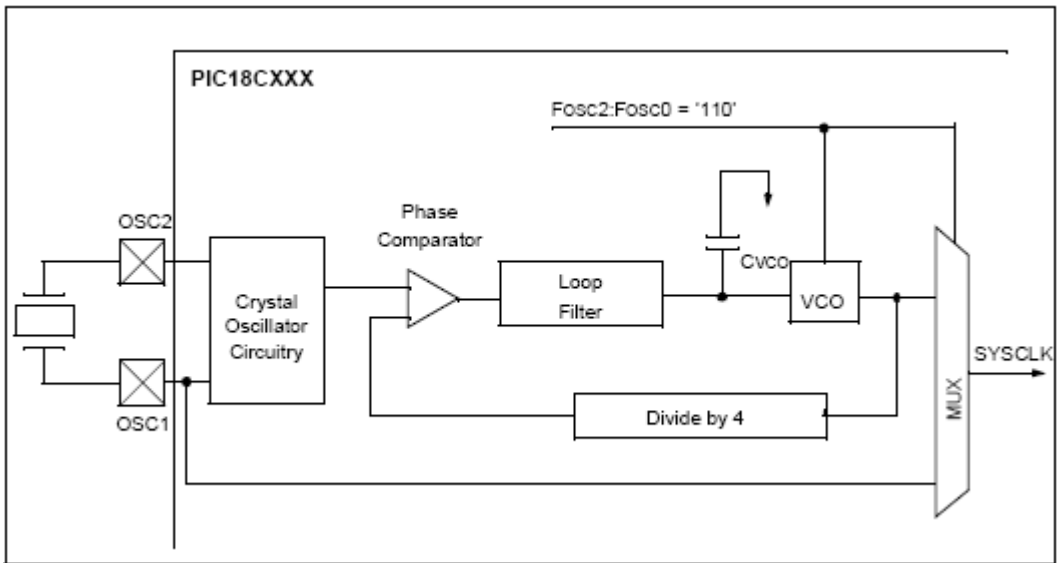 PIC18CXXX
FOSC2:FOSC0 = '110'
OSC2
Phase
Comparator
CVCO
Crystal
Oscillator
Circuitry
Loop
Filter
VCO
SYSCLK
MUX
OSC1
Divide by 4